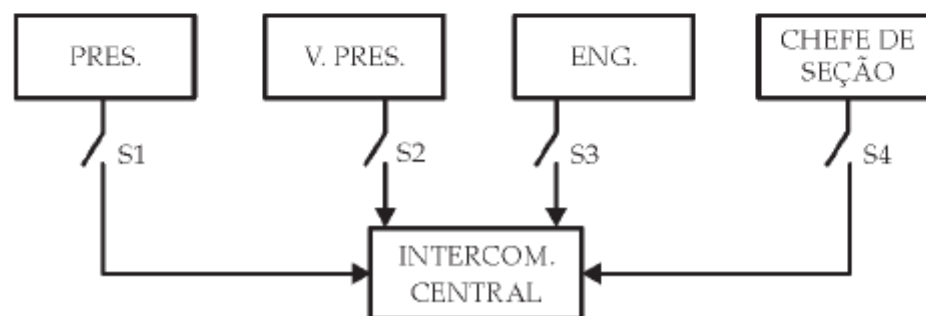 PRES.
V. PRES.
ENG.
CHEFE DE
SEÇÃO
S1
S2
S3
S4
INTERCOM.
CENTRAL